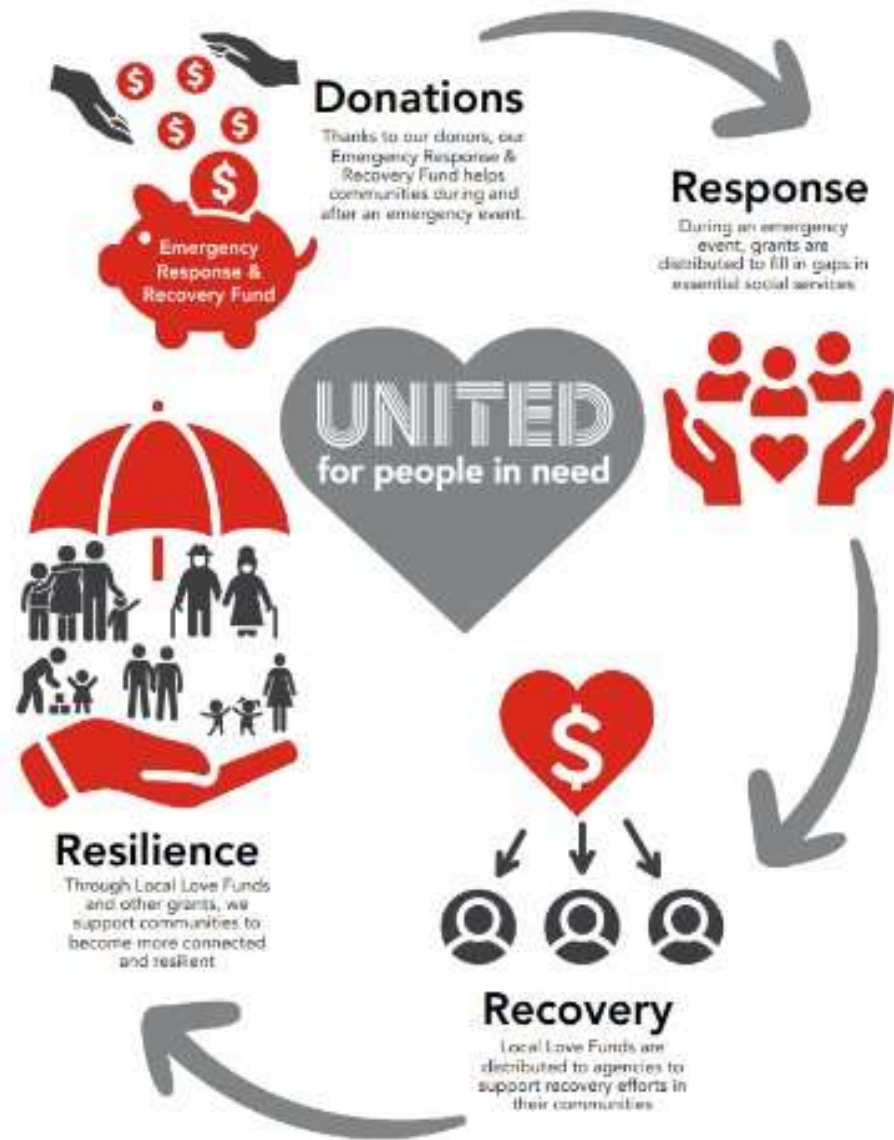 Donations
Thanks to our donors, our
Emergency Response &
Recovery Fund helps
communities during and
after an emergency event.
$
$
$
$
$
Emergency
Response &
Recovery Fund
Response
During an emergency
event, grants are
distributed to fill in gaps in
essential social services
UNITED
for people in need
$
Recovery
Local Love Funds are
distributed to agencies to
support recovery efforts in
their communities
Resilience
Through Local Love Funds
and other grants, we
support communities to
become more connected
and resilient